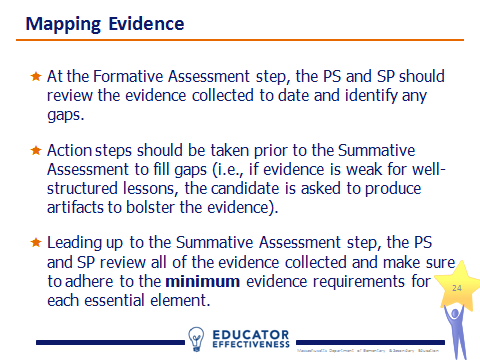 Mapping Evidence
At the Formative Assessment step, the PS and SP should
review the evidence collected to date and identify any
gaps.
Action steps should be taken prior to the Summative
Assessment to fill gaps (i.e., if evidence is weak for well-
structured lessons, the candidate is asked to produce
artifacts to bolster the evidence).
Leading up to the Summative Assessment step, the PS
and SP review all of the evidence collected and make sure
to adhere to the minimum evidence requirements for
each essential element.
24
EDUCATOR
EFFECTIVENESS
Massachusetts Department of Elementary & Secondary Education